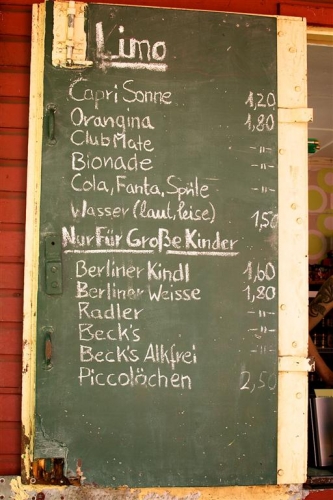 Limo
Capri Sonne 1,20
Orangina 1,80
Club Mate -"-
Bionade -"-
Cola, Fanta, Sprite -"-
Wasser (laut, leise) 1,50
Nur Für Große Kinder
Berliner Kindl 1,60
Berliner Weisse 1,80
Radler -"-
Beck's -"-
Beck's Alkfrei -"-
Piccolöchen 2,50